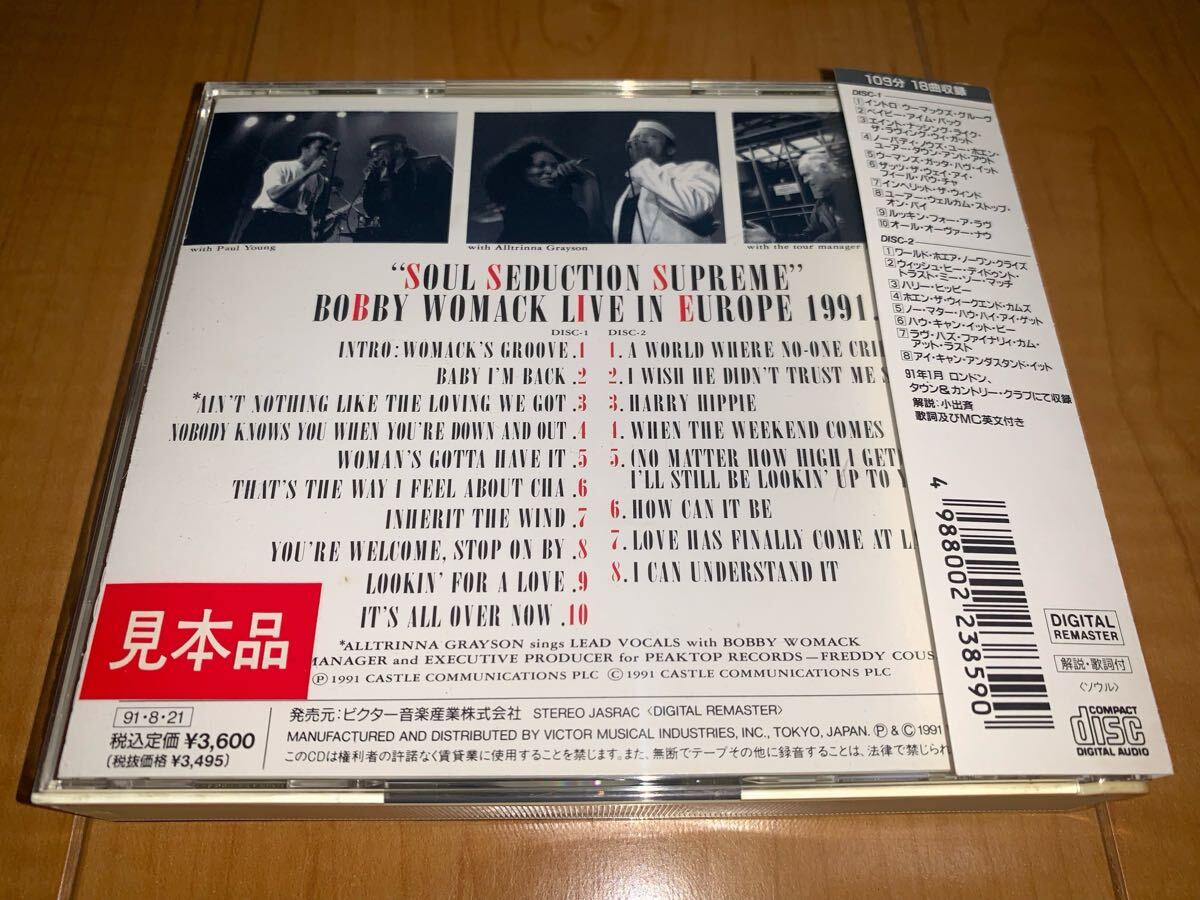 with Paul Young
with Alltrinna Grayson
with the tour manager
"SOUL SEDUCTION SUPREME"
BOBBY WOMACK LIVE IN EUROPE 1991.
DISC-1
INTRO: WOMACK'S GROOVE.1
BABY I'M BACK.2
*AIN'T NOTHING LIKE THE LOVING WE GOT.3
NOBODY KNOWS YOU WHEN YOU'RE DOWN AND OUT.4
WOMAN'S GOTTA HAVE IT.5
THAT'S THE WAY I FEEL ABOUT CHA.6
INHERIT THE WIND.7
YOU'RE WELCOME, STOP ON BY.8
LOOKIN' FOR A LOVE.9
IT'S ALL OVER NOW.10
DISC-2
1. A WORLD WHERE NO-ONE
2. I WISH HE DIDN'T TRUST ME
3. HARRY HIPPIE
4. WHEN THE WEEKEND COMES
5. (NO MATTER HOW HIGH I GET)
I'LL STILL BE LOOKIN' UP TO
6. HOW CAN IT BE
7. LOVE HAS FINALLY COME AT
8. I CAN UNDERSTAND IT
*ALLTRINNA GRAYSON sings LEAD VOCALS with BOBBY WOMACK
MANAGER and EXECUTIVE PRODUCER for PEAKTOP RECORDS—FREDDY
Ⓟ 1991 CASTLE COMMUNICATIONS PLC © 1991 CASTLE COMMUNICATIONS PLC
見本品
91・8・21
税込定価 ¥3,600
(税抜価格 ¥3,495)
発売元:ビクター音楽産業株式会社 STEREO JASRAC〈DIGITAL REMASTER〉
MANUFACTURED AND DISTRIBUTED BY VICTOR MUSICAL INDUSTRIES, INC., TOKYO, JAPAN. Ⓟ&© 1991
このCDは権利者の許諾なく賃貸業に使用することを禁じます。また、無断でテープその他に録音することは、法律で禁じられ
109分 18曲収録
DISC-1
1イントロ:ウーマックズ・グルーヴ
2ベイビー・アイム・バック
3エイント・ナッシング・ライク・
ザ・ラヴィング・ウィ・ガット
4ノーバディ・ノウズ・ユー・ホエン・
ユーアー・ダウン・アンド・アウト
5ウーマンズ・ガッタ・ハヴ・イット
6ザッツ・ザ・ウェイ・アイ・
フィール・バウ・チャ
7インヘリット・ザ・ウィンド
8ユーアー・ウェルカム・ストップ・
オン・バイ
9ルッキン・フォー・ア・ラヴ
10オール・オーヴァー・ナウ
DISC-2
1ワールド・ホエア・ノーワン・クライズ
2ウィッシュ・ヒー・デイドゥント・
トラスト・ミー・ソー・マッチ
3ハリー・ヒッピー
4ホエン・ザ・ウィークエンド・カムズ
5ノー・マター・ハウ・ハイ・アイ・ゲット
6ハウ・キャン・イット・ビー
7ラヴ・ハズ・ファイナリィ・カム・
アット・ラスト
8アイ・キャン・アンダスタンド・イット
91年1月 ロンドン、
タウン&カントリー・クラブにて収録
解説:小出斉
歌詞及びMC英文付き
4 988002 238590
DIGITAL
REMASTER
解説・歌詞付
〈ソウル〉
COMPACT
disc
DIGITAL AUDIO